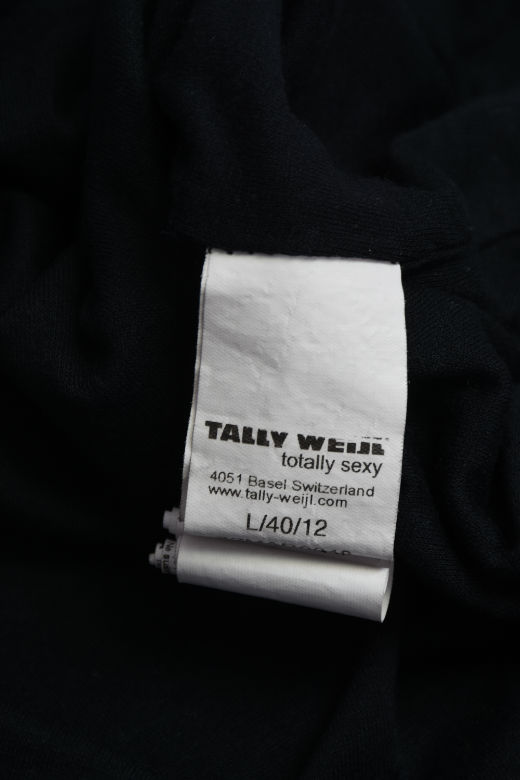 TALLY WEIJL
totally sexy
4051 Basel Switzerland
www.tally-weijl.com
L/40/12